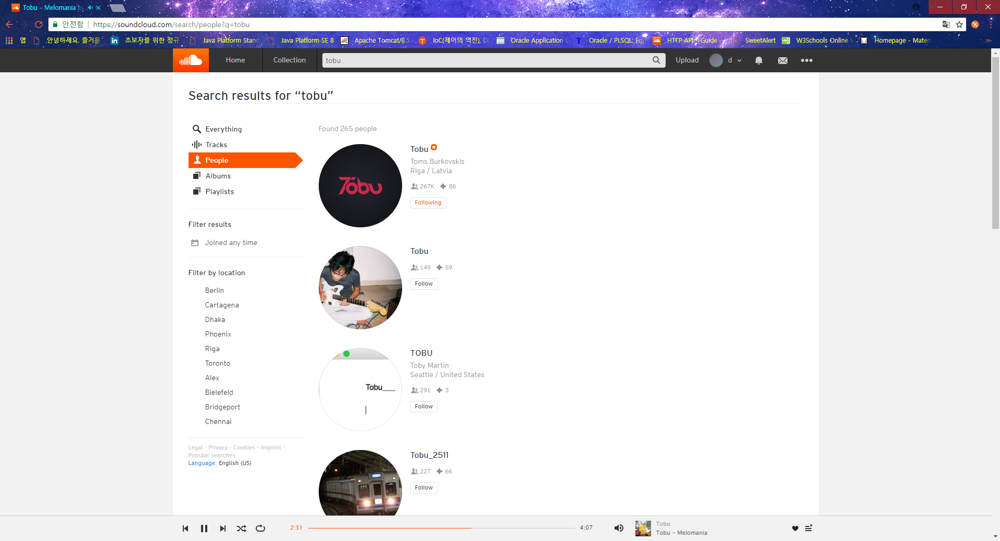 Tobu - Melomania b
안전함 https://soundcloud.com/search/people?q=tobu
앱 안녕하세요. 즐거운 초보자를 위한 정규 Java Platform Stand Java Platform SE 8 Apache Tomcat/8.5 IoC(제어의 역전), D Oracle Application Oracle / PLSQL: HTTP API - Guide SweetAlert W3Schools Online Homepage - Mater
Home Collection tobu Upload d
Search results for “tobu”
Everything
Tracks
People
Albums
Playlists
Filter results
Joined any time
Filter by location
Berlin
Cartagena
Dhaka
Phoenix
Riga
Toronto
Alex
Bielefeld
Bridgeport
Chennai
Legal - Privacy - Cookies - Imprint -
Popular searches
Language: English (US)
Found 265 people
Tobu
Tobu
Toms Burkovskis
Riga / Latvia
267K 86
Following
Tobu
149 59
Follow
Tobu___
TOBU
Toby Martin
Seattle / United States
291 3
Follow
Tobu_2511
227 66
Follow
2:31 4:07
Tobu
Tobu - Melomania